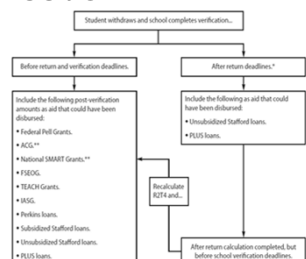 Student withdraws and school completes verification...
Before return and verification deadlines.
After return deadlines.*
Include the following post-verification
amounts as aid that could have been
disbursed:
• Federal Pell Grants.
• ACG.**
• National SMART Grants.**
• FSEOG.
• TEACH Grants.
• IASG.
• Perkins loans.
• Subsidized Stafford loans.
• Unsubsidized Stafford loans.
• PLUS loans.
Include the following as aid that could
have been disbursed:
• Unsubsidized Stafford loans.
• PLUS loans.
Recalculate
R2T4 and...
After return calculation completed, but
before school verification deadlines.